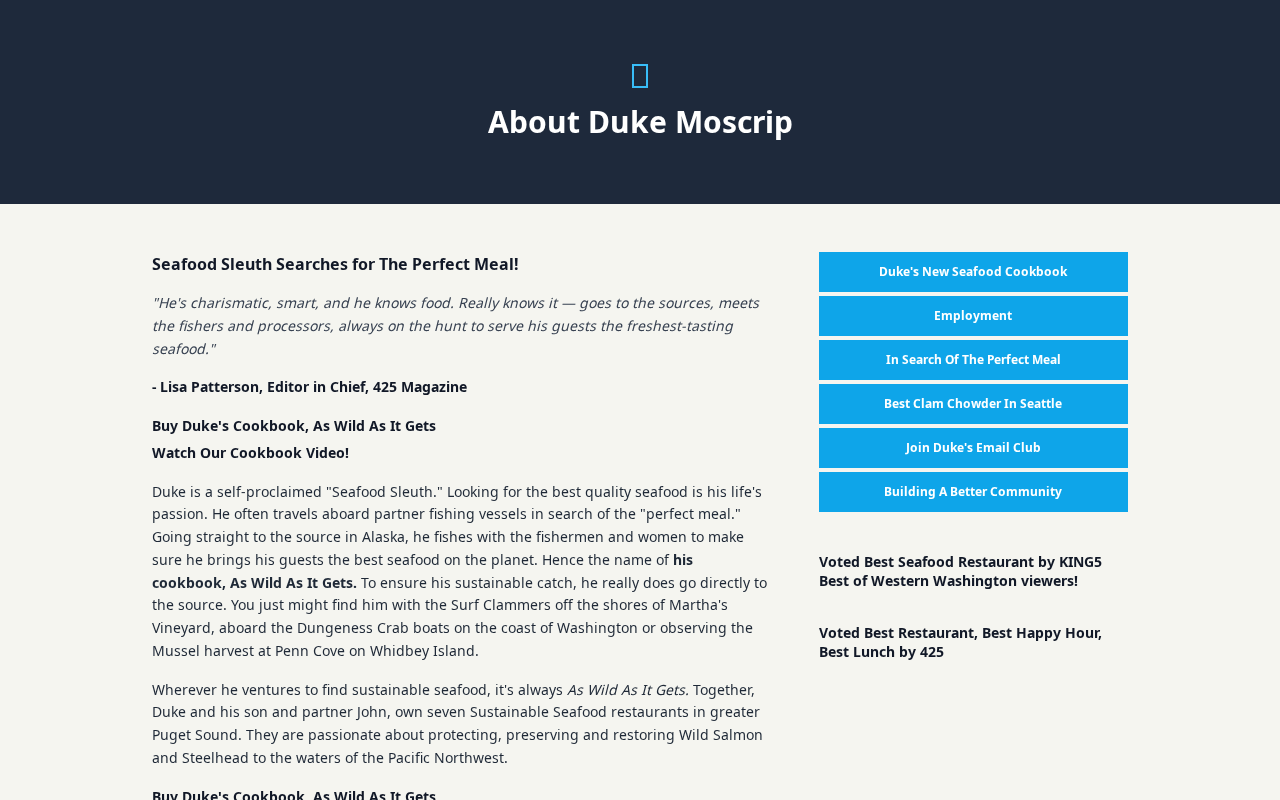 About Duke Moscrip
Seafood Sleuth Searches for The Perfect Meal!
"He's charismatic, smart, and he knows food. Really knows it — goes to the sources, meets
the fishers and processors, always on the hunt to serve his guests the freshest-tasting
seafood."
- Lisa Patterson, Editor in Chief, 425 Magazine
Buy Duke's Cookbook, As Wild As It Gets
Watch Our Cookbook Video!
Duke is a self-proclaimed "Seafood Sleuth." Looking for the best quality seafood is his life's
passion. He often travels aboard partner fishing vessels in search of the "perfect meal."
Going straight to the source in Alaska, he fishes with the fishermen and women to make
sure he brings his guests the best seafood on the planet. Hence the name of his
cookbook, As Wild As It Gets. To ensure his sustainable catch, he really does go directly to
the source. You just might find him with the Surf Clammers off the shores of Martha's
Vineyard, aboard the Dungeness Crab boats on the coast of Washington or observing the
Mussel harvest at Penn Cove on Whidbey Island.
Wherever he ventures to find sustainable seafood, it's always As Wild As It Gets. Together,
Duke and his son and partner John, own seven Sustainable Seafood restaurants in greater
Puget Sound. They are passionate about protecting, preserving and restoring Wild Salmon
and Steelhead to the waters of the Pacific Northwest.
Buy Duke's Cookbook, As Wild As It Gets
Duke's New Seafood Cookbook
Employment
In Search Of The Perfect Meal
Best Clam Chowder In Seattle
Join Duke's Email Club
Building A Better Community
Voted Best Seafood Restaurant by KING5
Best of Western Washington viewers!
Voted Best Restaurant, Best Happy Hour,
Best Lunch by 425